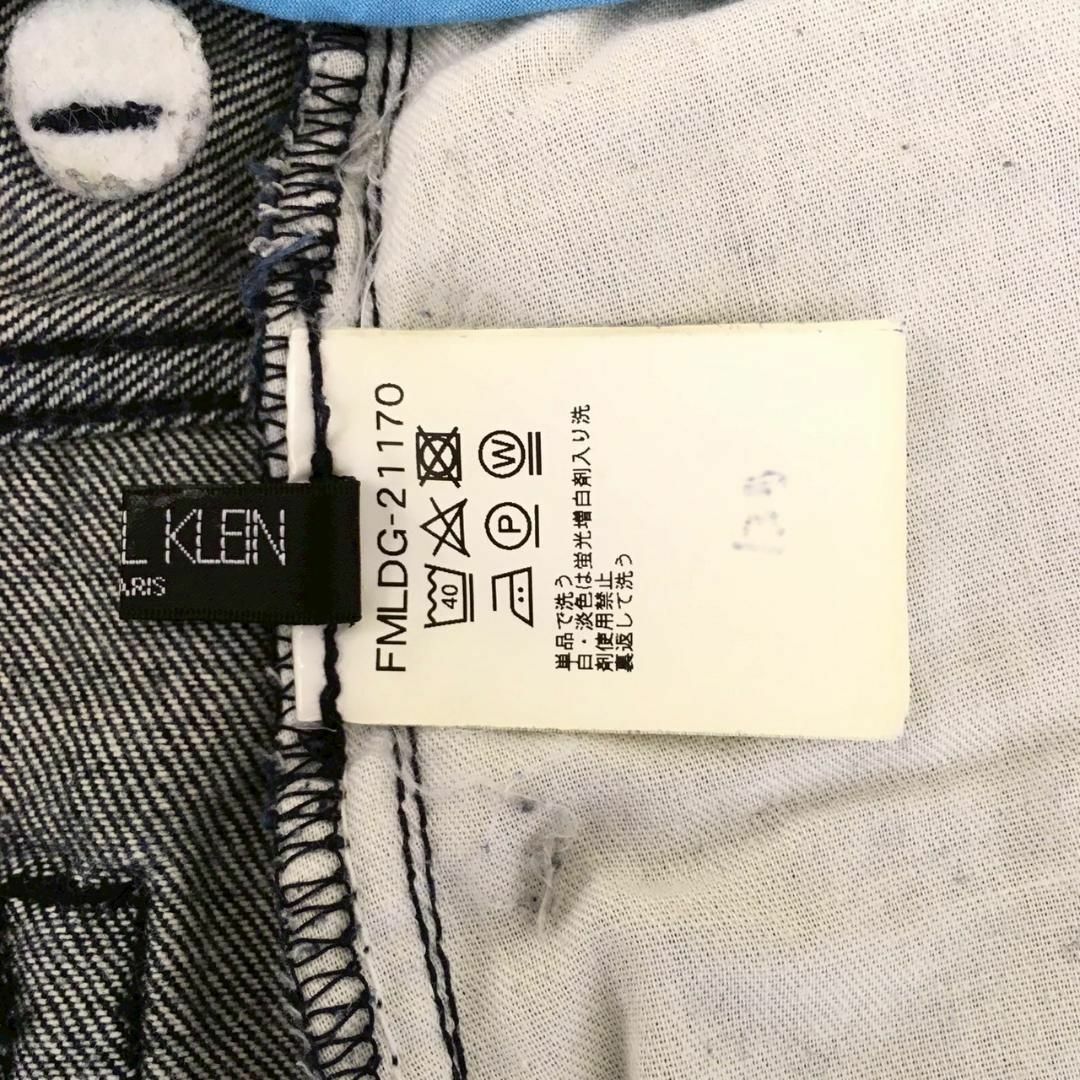 L KLEIN
ARIS
FMLDG-21170
40
P
W
単品で洗う
白・淡色は蛍光増白剤入り洗
剤使用禁止
裏返して洗う